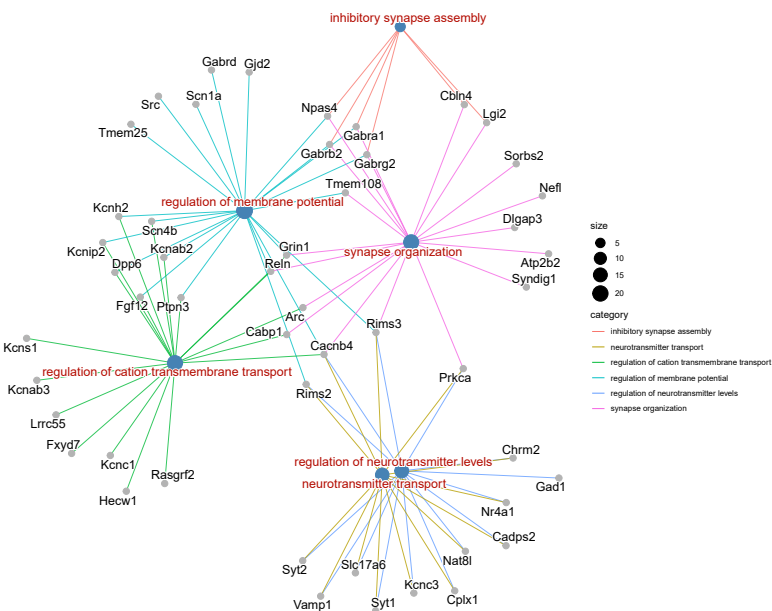 inhibitory synapse assembly
Gabrd
Gjd2
Src
Scn1a
Cbln4
Npas4
Lgi2
Tmem25
Gabra1
Gabrb2
Gabrg2
Sorbs2
Tmem108
Nefl
regulation of membrane potential
Kcnh2
Scn4b
Dlgap3
Kcnip2
Kcnab2
Grin1
synapse organization
Dpp6
Reln
Atp2b2
Syndig1
Fgf12
Ptpn3
Arc
Cabp1
Rims3
Kcns1
Cacnb4
regulation of cation transmembrane transport
Prkca
Kcnab3
Rims2
Lrrc55
Fxyd7
Kcnc1
Rasgrf2
Hecw1
Chrm2
regulation of neurotransmitter levels
neurotransmitter transport
Gad1
Nr4a1
Cadps2
Nat8l
Slc17a6
Syt2
Kcnc3
Cplx1
Vamp1
Syt1
size
5
10
15
20
category
inhibitory synapse assembly
neurotransmitter transport
regulation of cation transmembrane transport
regulation of membrane potential
regulation of neurotransmitter levels
synapse organization